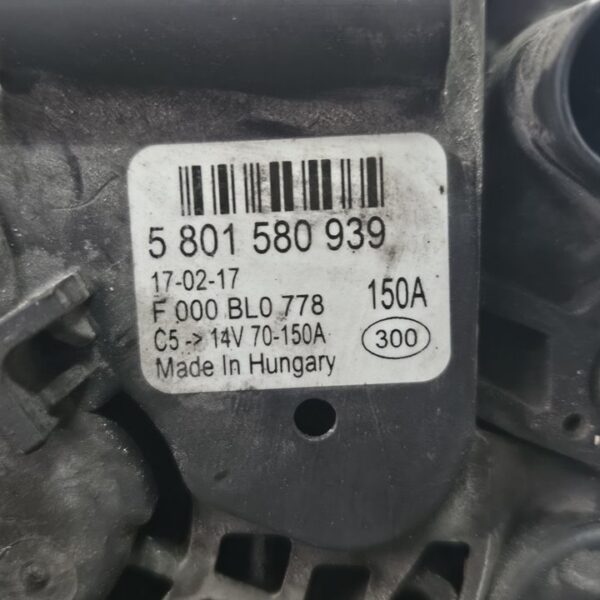 5 801 580 939
17-02-17
F 000 BL0 778
150A
C5 -> 14V 70-150A
300
Made In Hungary